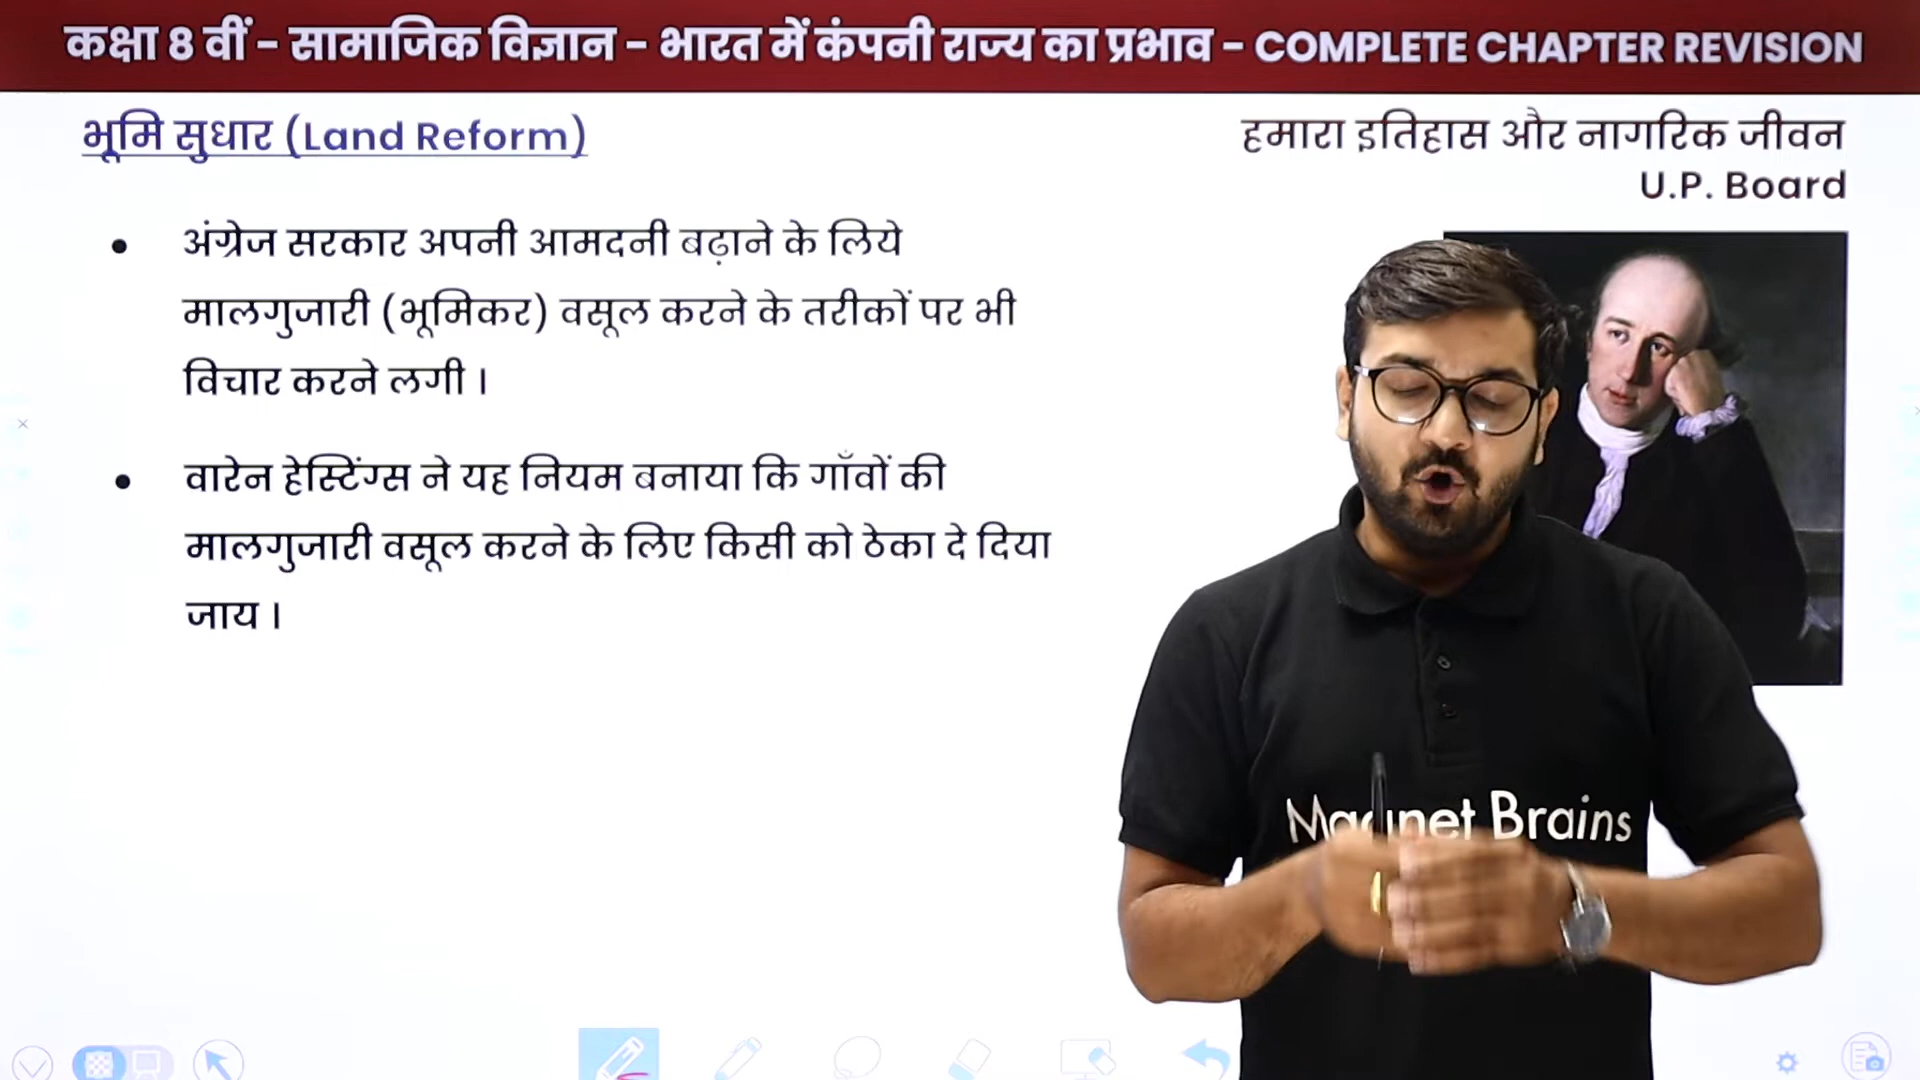 कक्षा 8 वीं - सामाजिक विज्ञान - भारत में कंपनी राज्य का प्रभाव - COMPLETE CHAPTER REVISION
भूमि सुधार (Land Reform)
हमारा इतिहास और नागरिक जीवन
U.P. Board
• अंग्रेज सरकार अपनी आमदनी बढ़ाने के लिये
मालगुजारी (भूमिकर) वसूल करने के तरीकों पर भी
विचार करने लगी ।
• वारेन हेस्टिंग्स ने यह नियम बनाया कि गाँवों की
मालगुजारी वसूल करने के लिए किसी को ठेका दे दिया
जाय ।
Magnet Brains